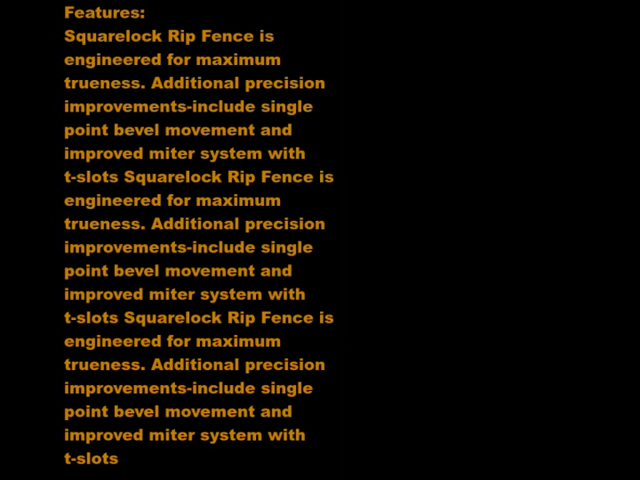 Features:
Squarelock Rip Fence is
engineered for maximum
trueness. Additional precision
improvements-include single
point bevel movement and
improved miter system with
t-slots Squarelock Rip Fence is
engineered for maximum
trueness. Additional precision
improvements-include single
point bevel movement and
improved miter system with
t-slots Squarelock Rip Fence is
engineered for maximum
trueness. Additional precision
improvements-include single
point bevel movement and
improved miter system with
t-slots